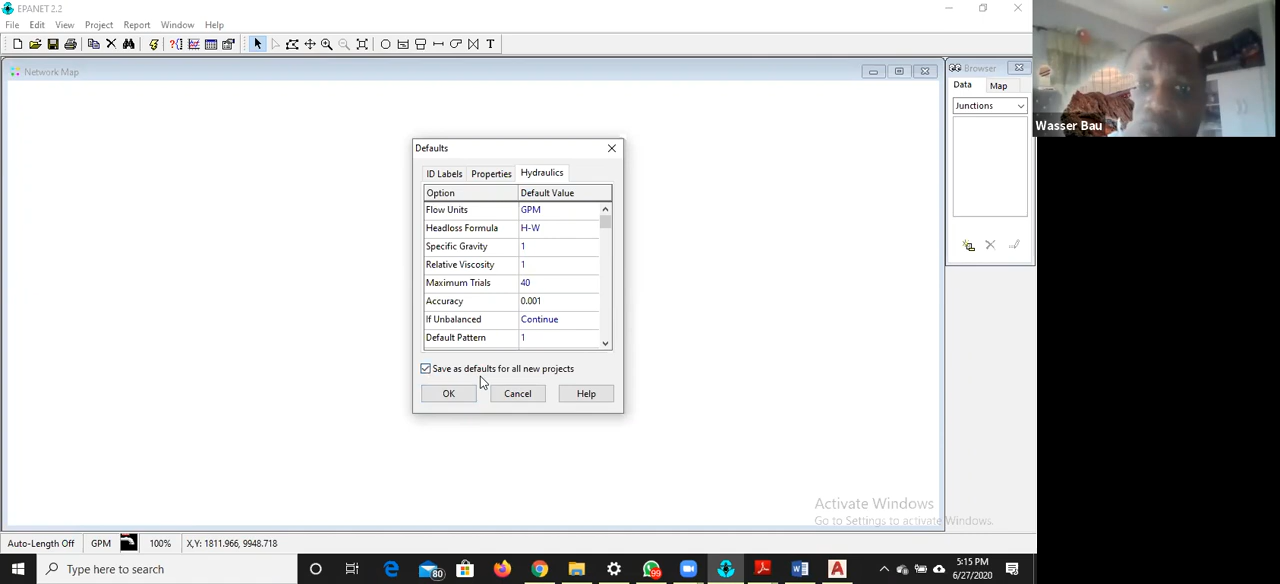 EPANET 2.2
File Edit View Project Report Window Help
Network Map
Browser
Data Map
Junctions
Wasser Bau
Defaults
ID Labels Properties Hydraulics
Option Default Value
Flow Units GPM
Headloss Formula H-W
Specific Gravity 1
Relative Viscosity 1
Maximum Trials 40
Accuracy 0.001
If Unbalanced Continue
Default Pattern 1
Save as defaults for all new projects
OK Cancel Help
Activate Windows
Go to Settings to activate Windows.
Auto-Length Off GPM 100% X,Y: 1811.966, 9948.718
Type here to search
80
99
5:15 PM
6/27/2020